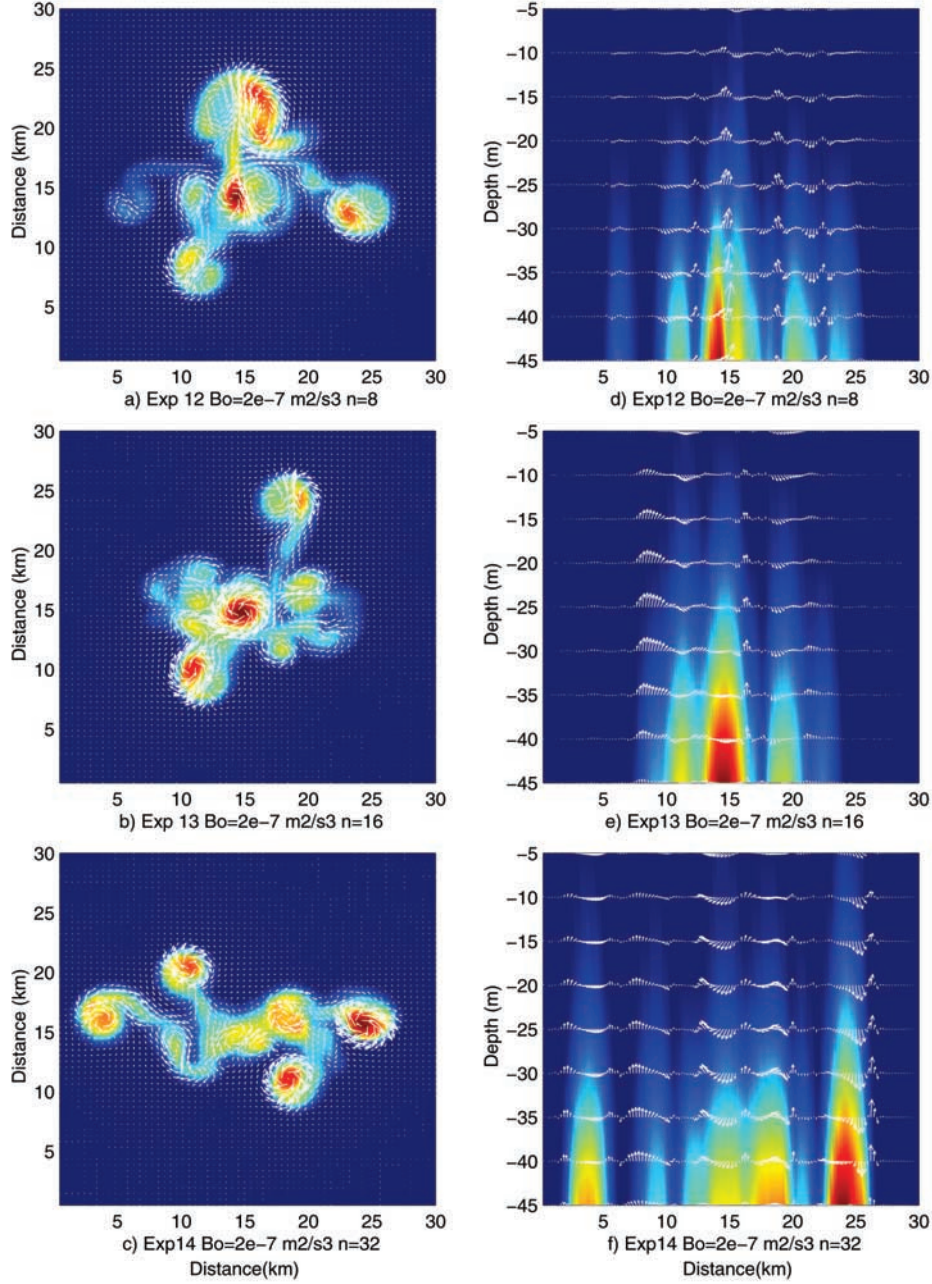 30
25
20
15
10
5
Distance (km)
5 10 15 20 25 30
a) Exp 12 Bo=2e−7 m2/s3 n=8
−5
−10
−15
−20
−25
−30
−35
−40
−45
Depth (m)
5 10 15 20 25 30
d) Exp12 Bo=2e−7 m2/s3 n=8
30
25
20
15
10
5
Distance (km)
5 10 15 20 25 30
b) Exp 13 Bo=2e−7 m2/s3 n=16
−5
−10
−15
−20
−25
−30
−35
−40
−45
Depth (m)
5 10 15 20 25 30
e) Exp13 Bo=2e−7 m2/s3 n=16
30
25
20
15
10
5
Distance (km)
5 10 15 20 25 30
c) Exp14 Bo=2e−7 m2/s3 n=32
Distance(km)
−5
−10
−15
−20
−25
−30
−35
−40
−45
Depth (m)
5 10 15 20 25 30
f) Exp14 Bo=2e−7 m2/s3 n=32
Distance(km)